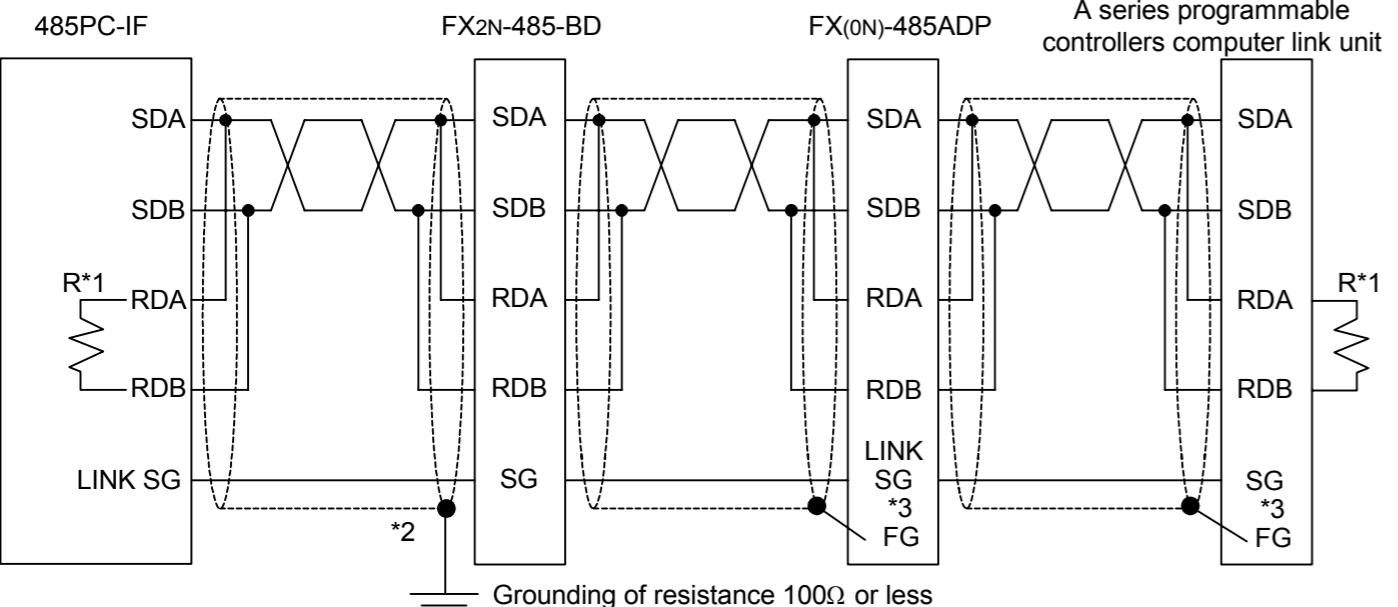 485PC-IF
FX2N-485-BD
FX(0N)-485ADP
A series programmable
controllers computer link unit
SDA
SDA
SDA
SDA
SDB
SDB
SDB
SDB
R*1
RDA
RDA
RDA
RDA
R*1
RDB
RDB
RDB
RDB
LINK SG
SG
LINK
SG
*3
FG
SG
*3
FG
*2
Grounding of resistance 100Ω or less